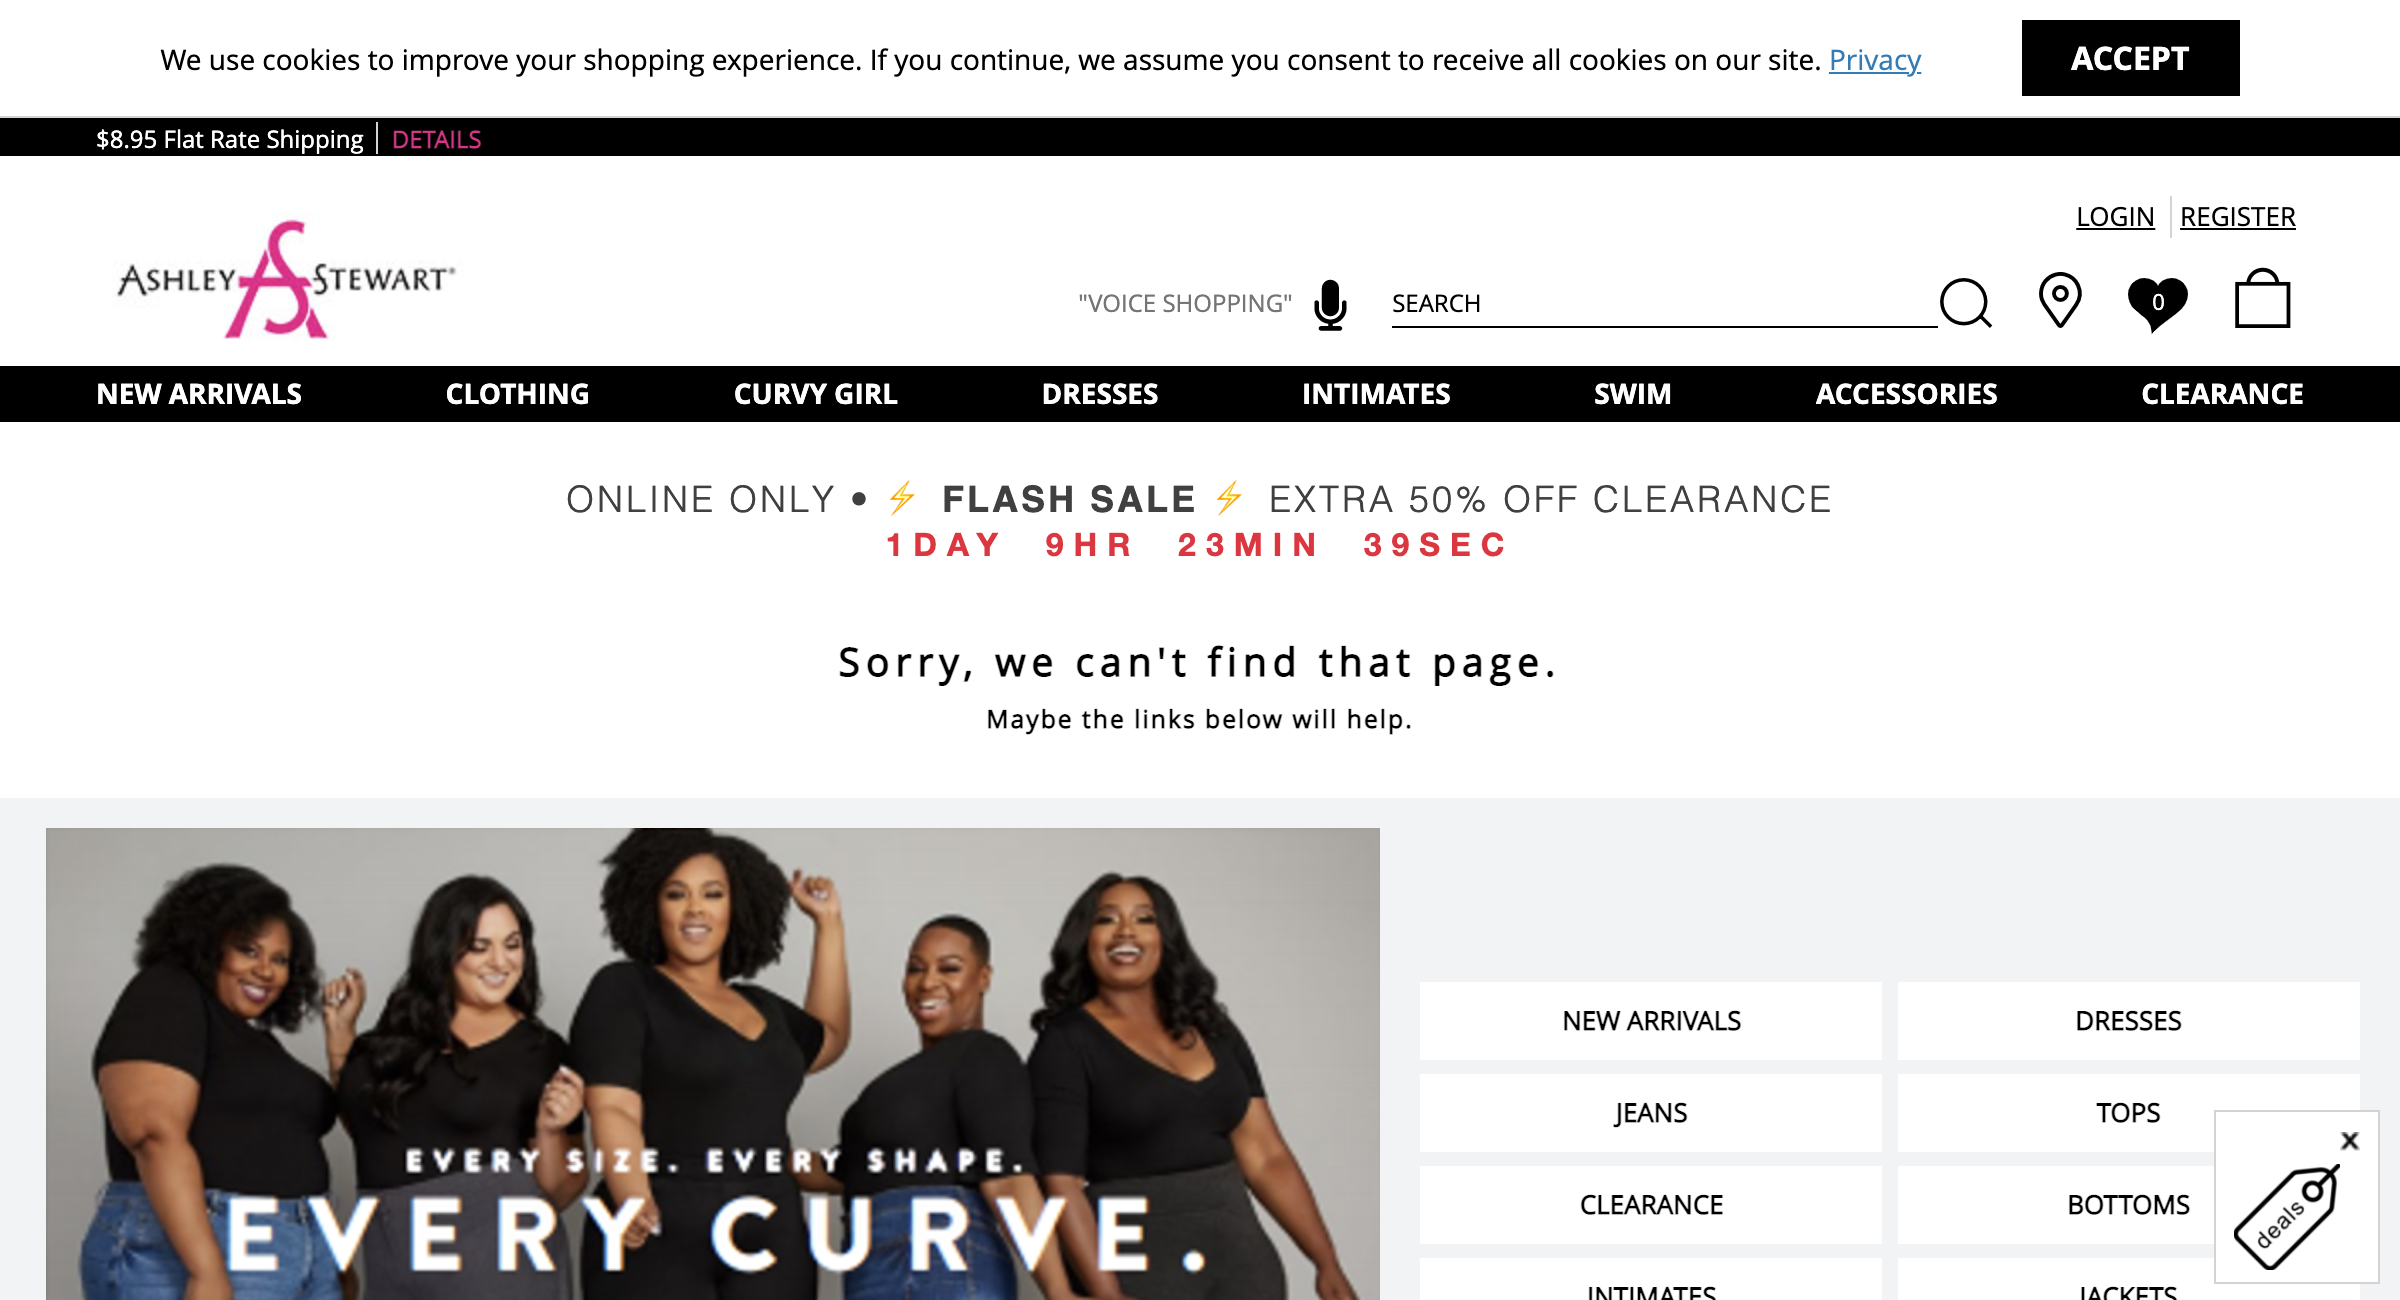 We use cookies to improve your shopping experience. If you continue, we assume you consent to receive all cookies on our site. Privacy
ACCEPT
$8.95 Flat Rate Shipping DETAILS
LOGIN REGISTER
ASHLEY STEWART
"VOICE SHOPPING" SEARCH 0
NEW ARRIVALS CLOTHING CURVY GIRL DRESSES INTIMATES SWIM ACCESSORIES CLEARANCE
ONLINE ONLY • ⚡ FLASH SALE ⚡ EXTRA 50% OFF CLEARANCE
1DAY 9HR 23MIN 39SEC
Sorry, we can't find that page.
Maybe the links below will help.
EVERY SIZE. EVERY SHAPE.
EVERY CURVE.
NEW ARRIVALS DRESSES
JEANS TOPS
CLEARANCE BOTTOMS
INTIMATES JACKETS
x
deals